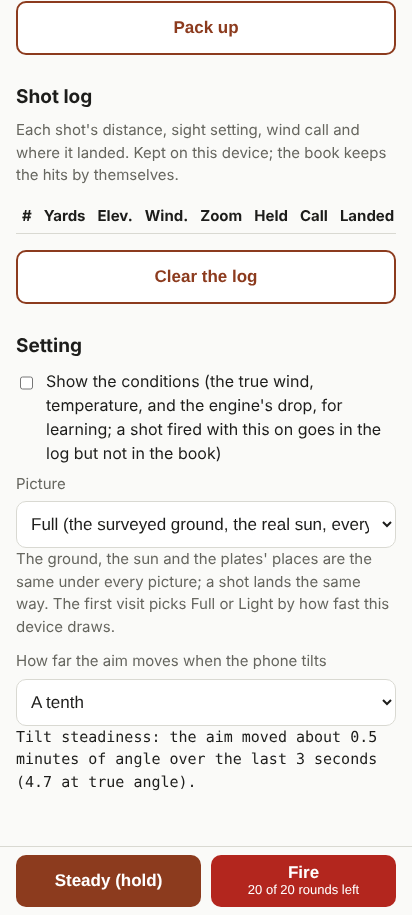 Pack up
Shot log
Each shot's distance, sight setting, wind call and
where it landed. Kept on this device; the book keeps
the hits by themselves.
# Yards Elev. Wind. Zoom Held Call Landed
Clear the log
Setting
Show the conditions (the true wind,
temperature, and the engine's drop, for
learning; a shot fired with this on goes in the
log but not in the book)
Picture
Full (the surveyed ground, the real sun, every
The ground, the sun and the plates' places are the
same under every picture; a shot lands the same
way. The first visit picks Full or Light by how fast this
device draws.
How far the aim moves when the phone tilts
A tenth
Tilt steadiness: the aim moved about 0.5
minutes of angle over the last 3 seconds
(4.7 at true angle).
Steady (hold)
Fire
20 of 20 rounds left